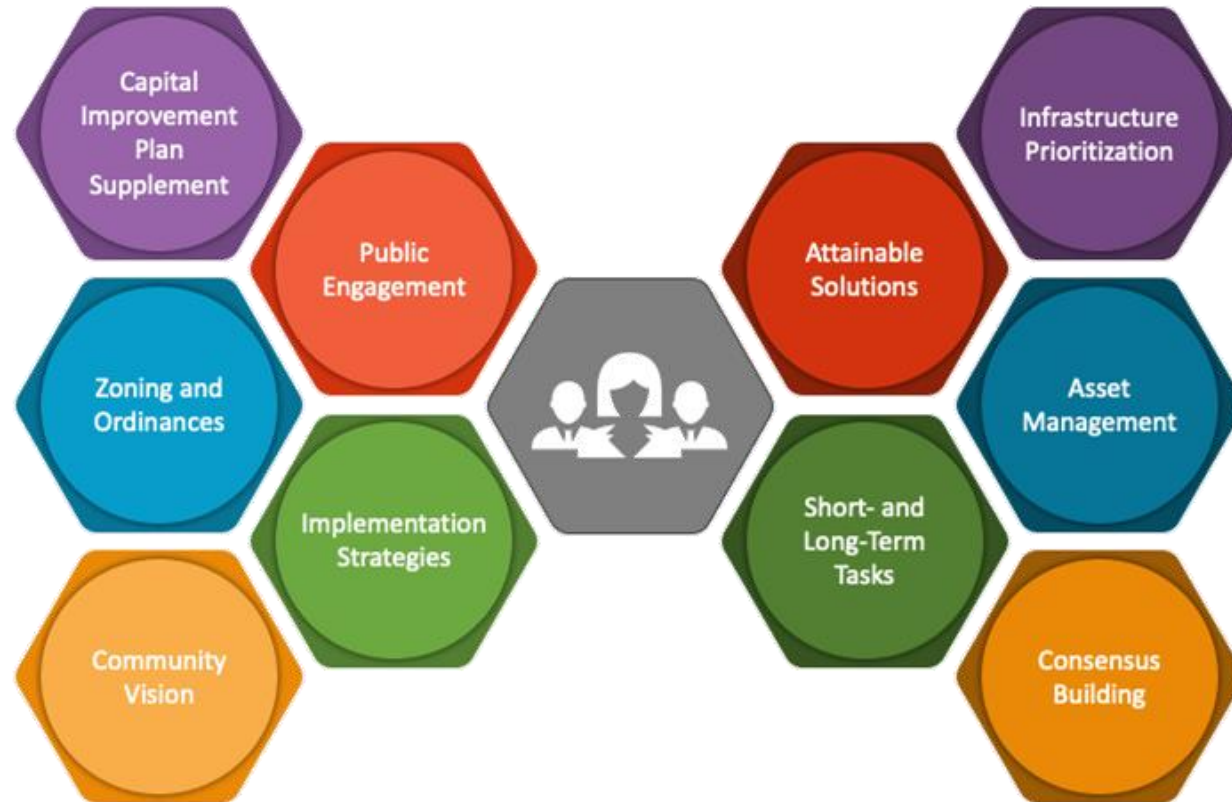 Capital
Improvement
Plan
Supplement
Infrastructure
Prioritization
Public
Engagement
Attainable
Solutions
Zoning and
Ordinances
Asset
Management
Implementation
Strategies
Short- and
Long-Term
Tasks
Community
Vision
Consensus
Building